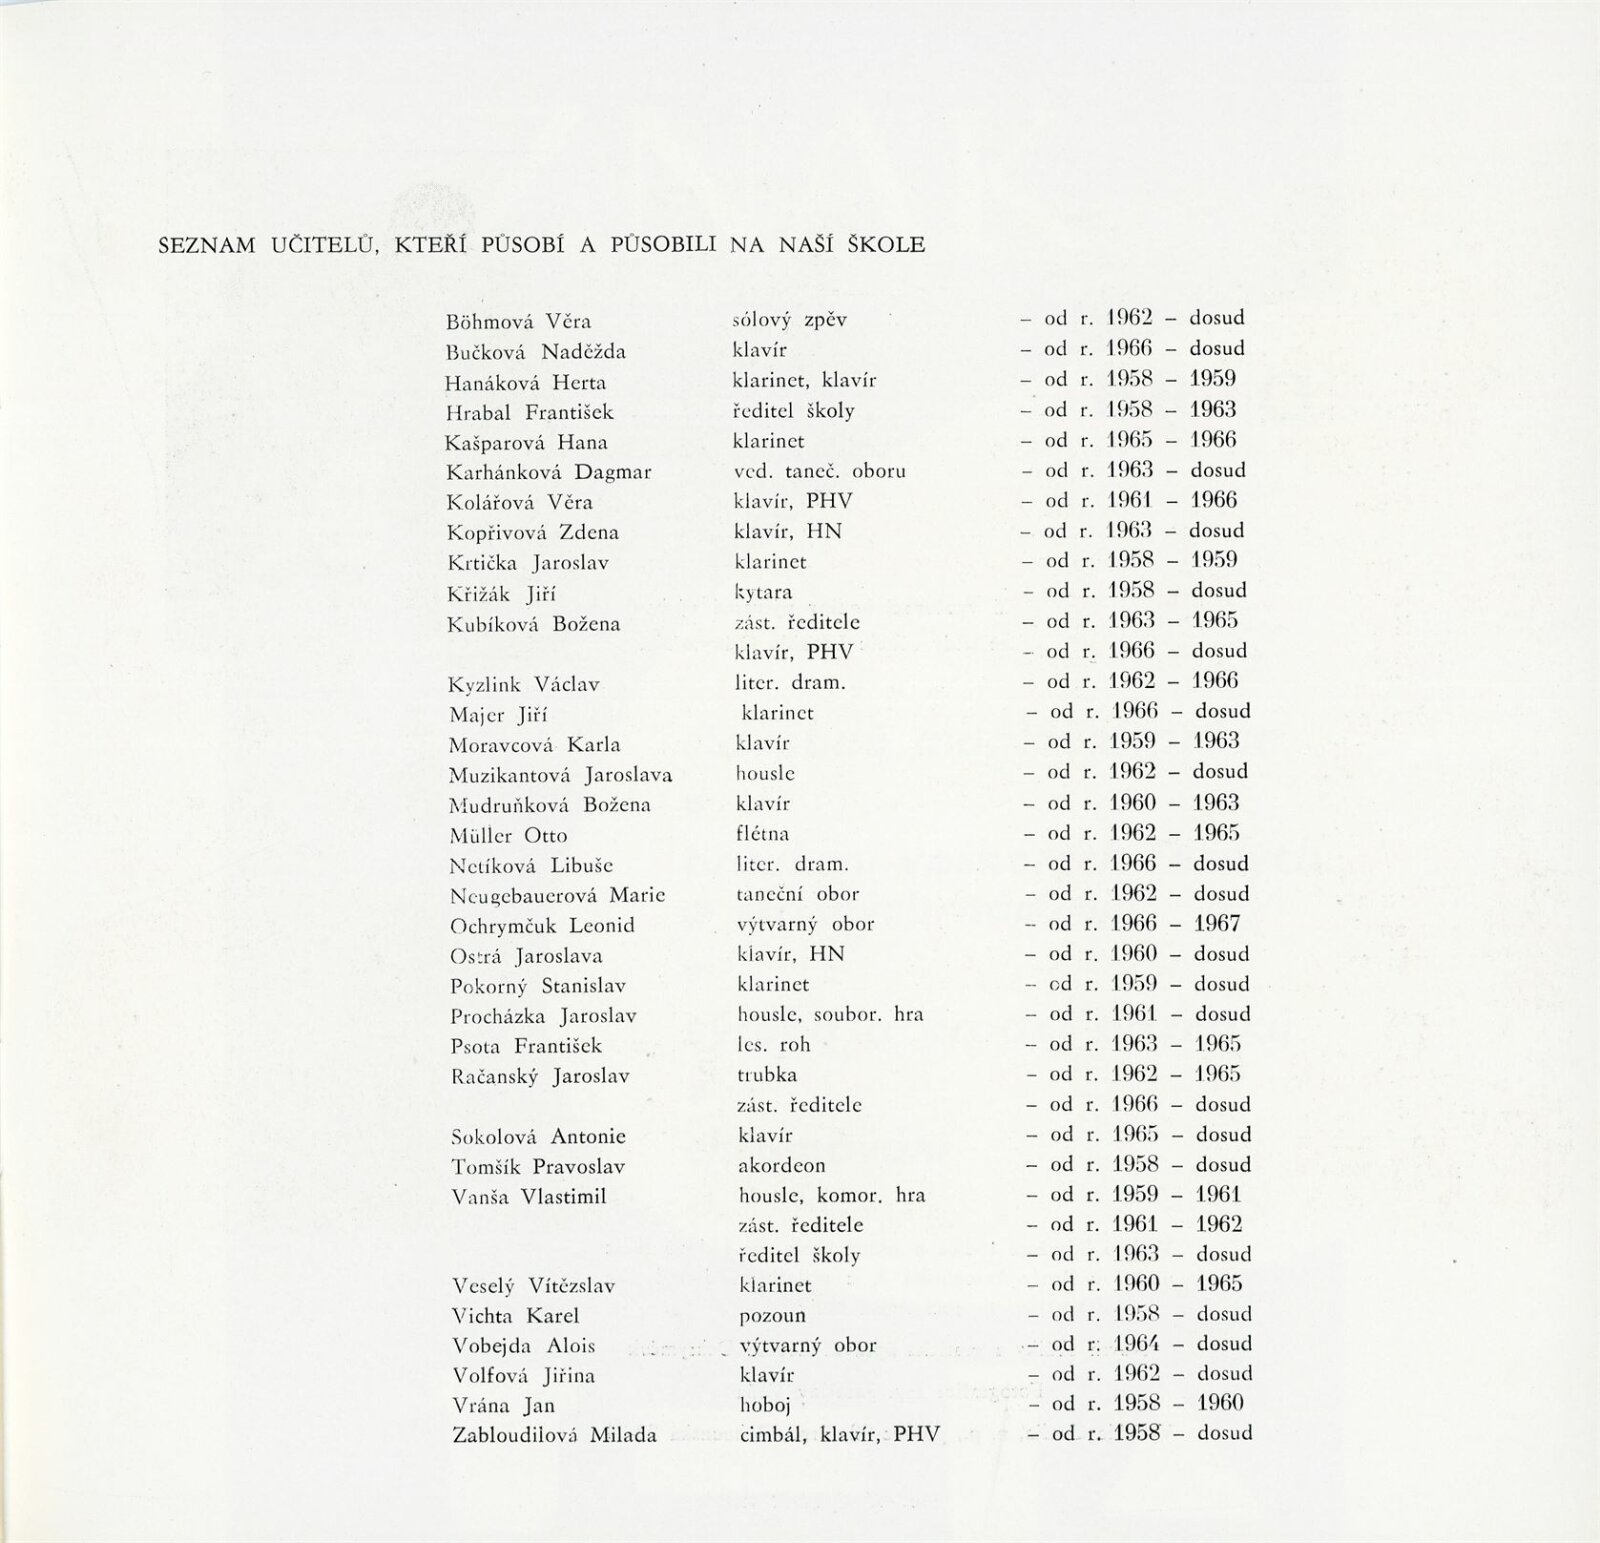 SEZNAM UČITELŮ, KTEŘÍ PŮSOBÍ A PŮSOBILI NA NAŠÍ ŠKOLE
Böhmová Věra sólový zpěv – od r. 1962 – dosud
Bučková Naděžda klavír – od r. 1966 – dosud
Hanáková Herta klarinet, klavír – od r. 1958 – 1959
Hrabal František ředitel školy – od r. 1958 – 1963
Kašparová Hana klarinet – od r. 1965 – 1966
Karhánková Dagmar ved. taneč. oboru – od r. 1963 – dosud
Kolářová Věra klavír, PHV – od r. 1961 – 1966
Kopřivová Zdena klavír, HN – od r. 1963 – dosud
Krtička Jaroslav klarinet – od r. 1958 – 1959
Křižák Jiří kytara – od r. 1958 – dosud
Kubíková Božena zást. ředitele – od r. 1963 – 1965
klavír, PHV – od r. 1966 – dosud
Kyzlink Václav liter. dram. – od r. 1962 – 1966
Majer Jiří klarinet – od r. 1966 – dosud
Moravcová Karla klavír – od r. 1959 – 1963
Muzikantová Jaroslava housle – od r. 1962 – dosud
Mudruňková Božena klavír – od r. 1960 – 1963
Müller Otto flétna – od r. 1962 – 1965
Netíková Libuše liter. dram. – od r. 1966 – dosud
Neugebauerová Marie taneční obor – od r. 1962 – dosud
Ochrymčuk Leonid výtvarný obor – od r. 1966 – 1967
Ostrá Jaroslava klavír, HN – od r. 1960 – dosud
Pokorný Stanislav klarinet – od r. 1959 – dosud
Procházka Jaroslav housle, soubor. hra – od r. 1961 – dosud
Psota František les. roh – od r. 1963 – 1965
Račanský Jaroslav trubka – od r. 1962 – 1965
zást. ředitele – od r. 1966 – dosud
Sokolová Antonie klavír – od r. 1965 – dosud
Tomšík Pravoslav akordeon – od r. 1958 – dosud
Vanša Vlastimil housle, komor. hra – od r. 1959 – 1961
zást. ředitele – od r. 1961 – 1962
ředitel školy – od r. 1963 – dosud
Veselý Vítězslav klarinet – od r. 1960 – 1965
Vichta Karel pozoun – od r. 1958 – dosud
Vobejda Alois výtvarný obor – od r. 1964 – dosud
Volfová Jiřina klavír – od r. 1962 – dosud
Vrána Jan hoboj – od r. 1958 – 1960
Zabloudilová Milada cimbál, klavír, PHV – od r. 1958 – dosud